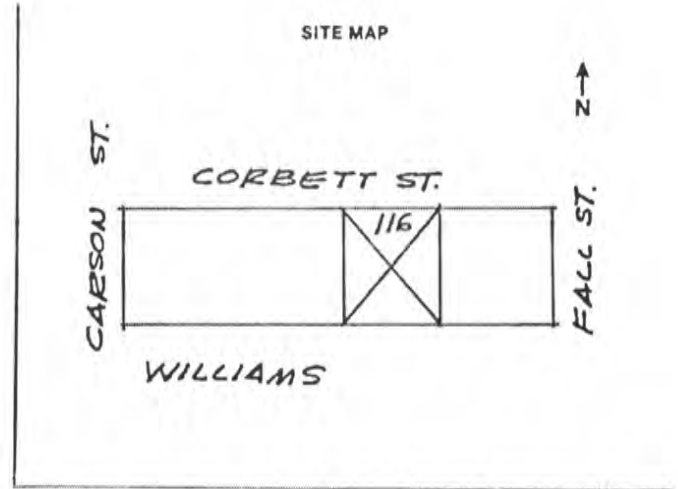 SITE MAP
N
CARSON ST.
CORBETT ST.
116
FALL ST.
WILLIAMS